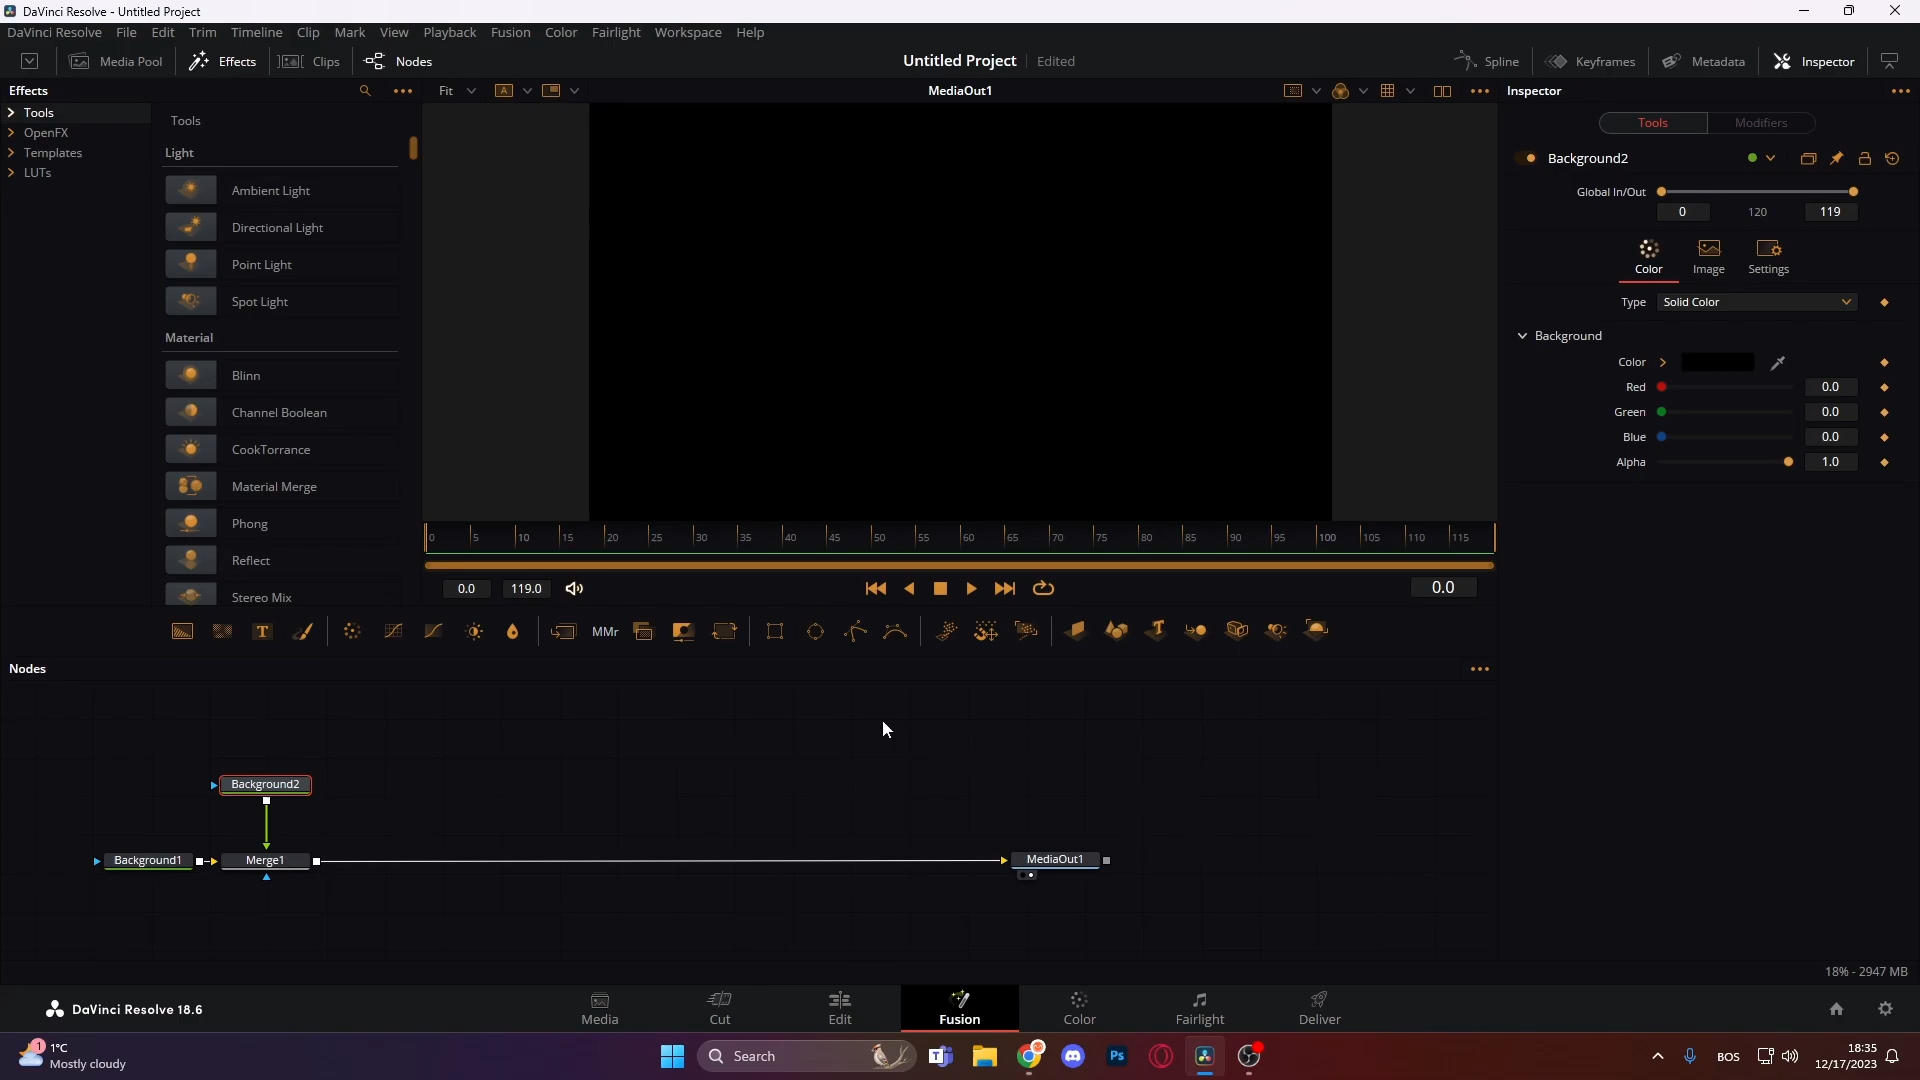 DaVinci Resolve - Untitled Project
DaVinci Resolve File Edit Trim Timeline Clip Mark View Playback Fusion Color Fairlight Workspace Help
Media Pool Effects Clips Nodes Untitled Project Edited Spline Keyframes Metadata Inspector
Effects Fit A MediaOut1 Inspector
Tools Tools Tools Modifiers
OpenFX
Templates Light Background2
LUTs
Ambient Light Global In/Out
0 120 119
Directional Light
Point Light Color Image Settings
Spot Light Type Solid Color
Material Background
Blinn Color
Red 0.0
Channel Boolean Green 0.0
Blue 0.0
CookTorrance Alpha 1.0
Material Merge
Phong
0 5 10 15 20 25 30 35 40 45 50 55 60 65 70 75 80 85 90 95 100 105 110 115
Reflect
0.0 119.0 0.0
Stereo Mix
T MMr T
Nodes
Background2
Background1 Merge1 MediaOut1
18% - 2947 MB
DaVinci Resolve 18.6 Media Cut Edit Fusion Color Fairlight Deliver
1
1°C
Mostly cloudy
Search
Ps
BOS
18:35
12/17/2023